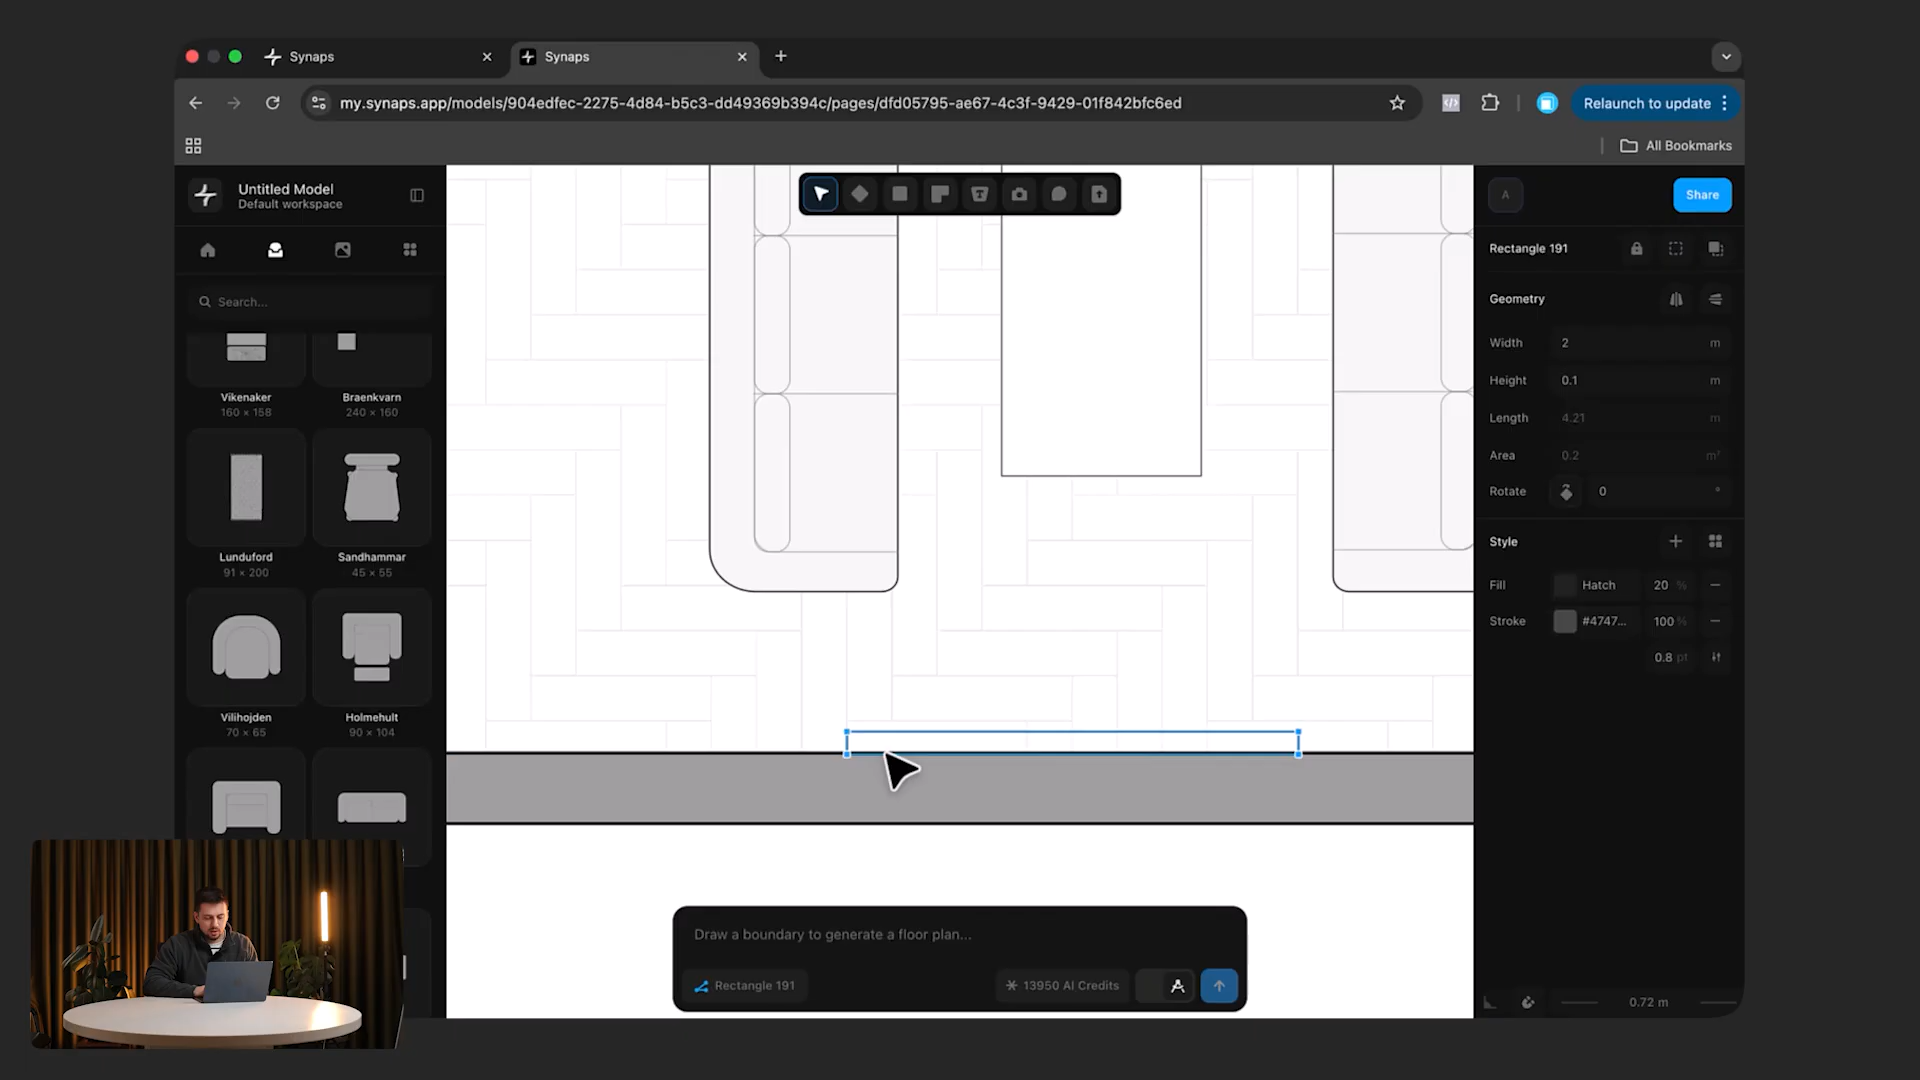 Synaps
Synaps
my.synaps.app/models/904edfec-2275-4d84-b5c3-dd49369b394c/pages/dfd05795-ae67-4c3f-9429-01f842bfc6ed
Relaunch to update
All Bookmarks
Untitled Model
Default workspace
Search...
Vikenaker
160 × 158
Braenkvarn
240 × 160
Lunduford
91 × 200
Sandhammar
45 × 55
Vilihojden
70 × 65
Holmehult
90 × 104
Draw a boundary to generate a floor plan...
Rectangle 191
13950 AI Credits
A
Share
Rectangle 191
Geometry
Width 2 m
Height 0.1 m
Length 4.21 m
Area 0.2 m²
Rotate 0 °
Style
Fill Hatch 20 %
Stroke #4747... 100 %
0.8 pt
0.72 m